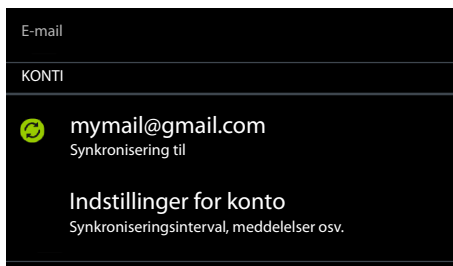 E-mail
KONTI
mymail@gmail.com
Synkronisering til
Indstillinger for konto
Synkroniseringsinterval, meddelelser osv.